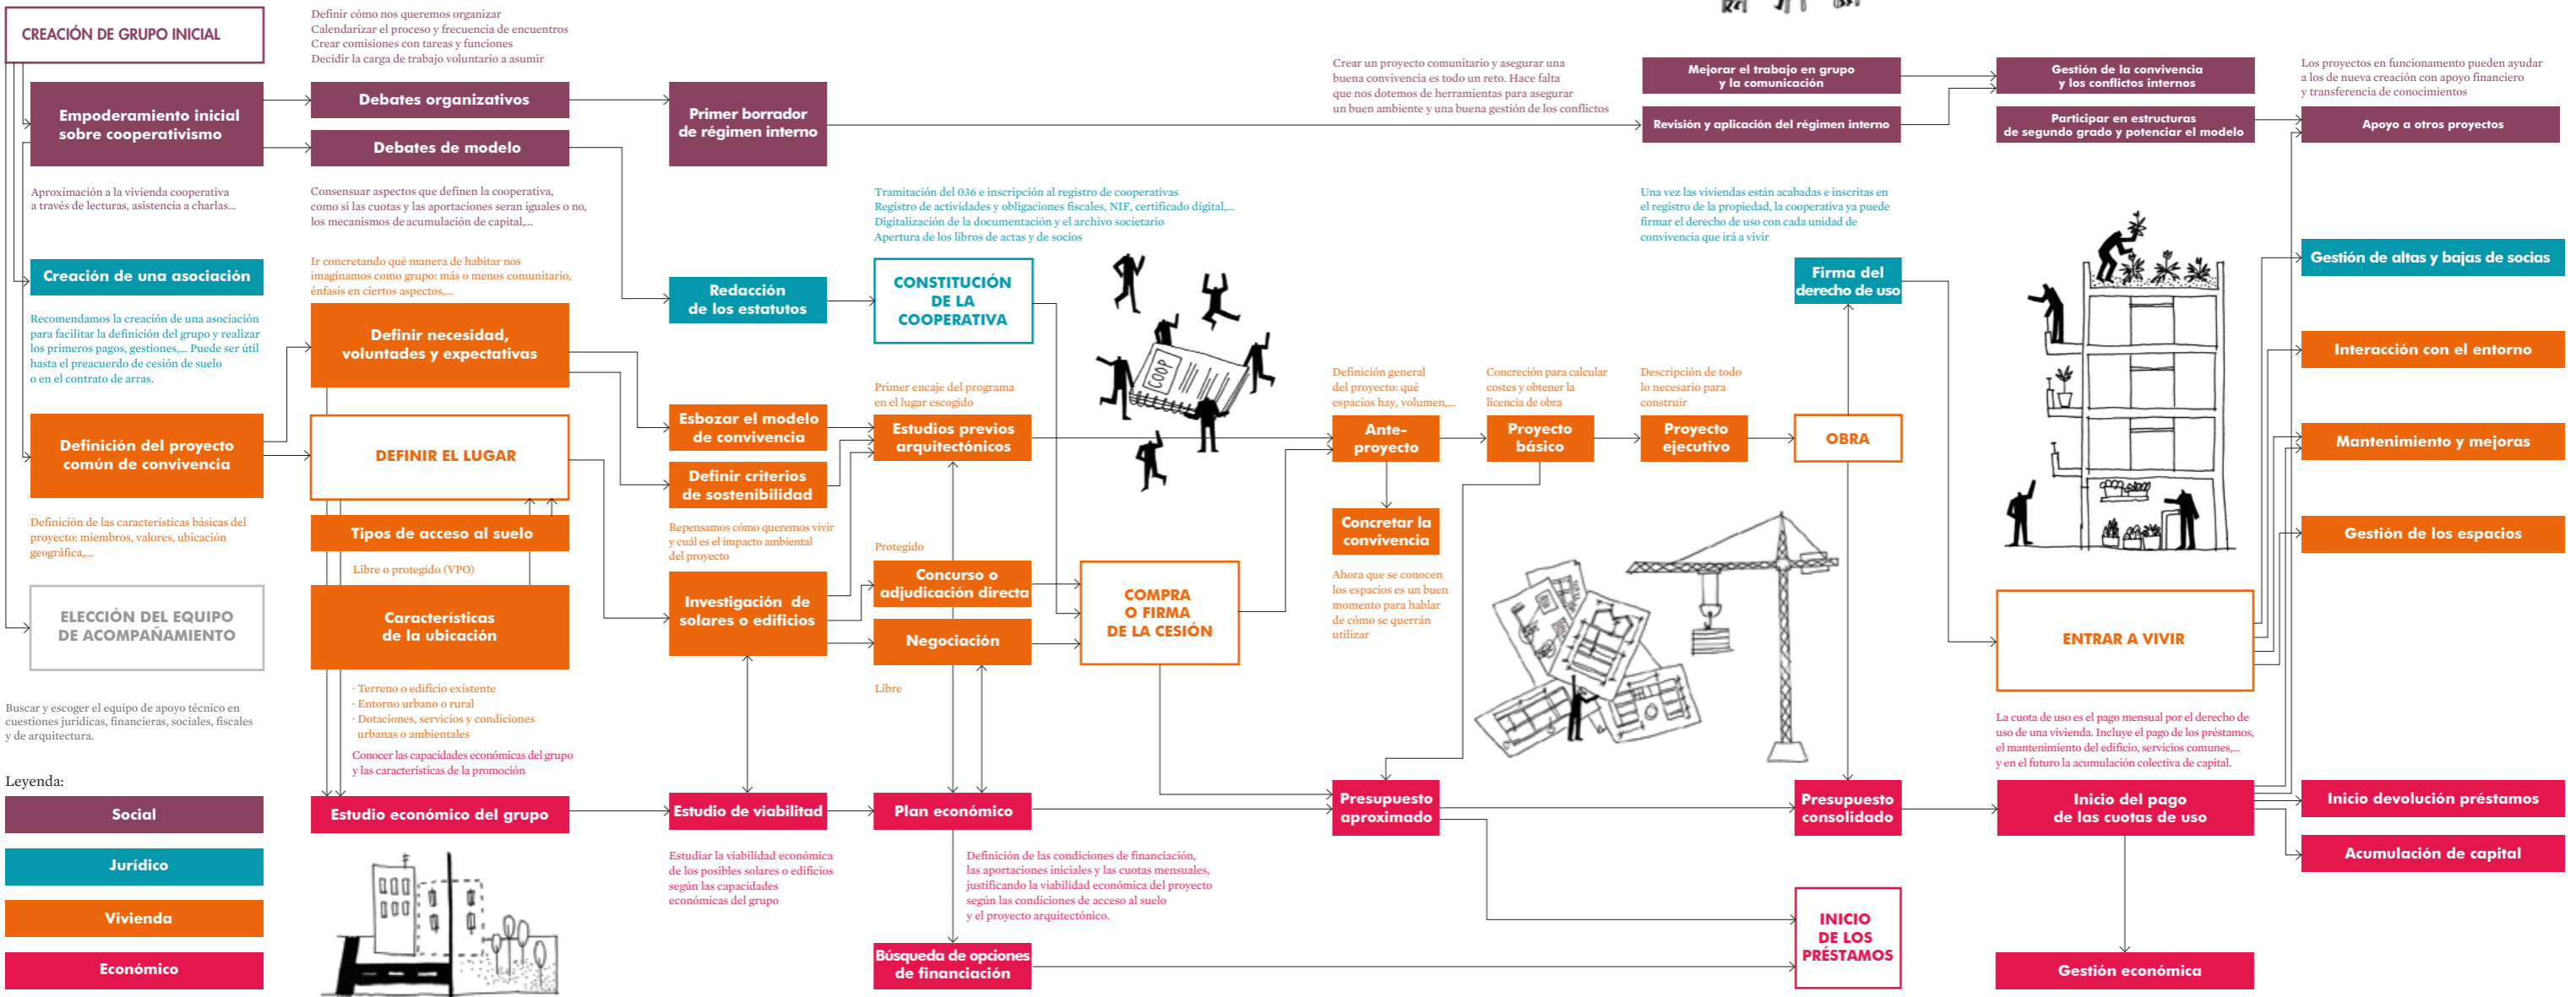 CREACIÓN DE GRUPO INICIAL
Definir cómo nos queremos organizar
Calendarizar el proceso y frecuencia de encuentros
Crear comisiones con tareas y funciones
Decidir la carga de trabajo voluntario a asumir
Empoderamiento inicial
sobre cooperativismo
Debates organizativos
Debates de modelo
Primer borrador
de régimen interno
Crear un proyecto comunitario y asegurar una
buena convivencia es todo un reto. Hace falta
que nos dotemos de herramientas para asegurar
un buen ambiente y una buena gestión de los conflictos
Mejorar el trabajo en grupo
y la comunicación
Revisión y aplicación del régimen interno
Gestión de la convivencia
y los conflictos internos
Participar en estructuras
de segundo grado y potenciar el modelo
Los proyectos en funcionamiento pueden ayudar
a los de nueva creación con apoyo financiero
y transferencia de conocimientos
Apoyo a otros proyectos
Aproximación a la vivienda cooperativa
a través de lecturas, asistencia a charlas...
Consensuar aspectos que definen la cooperativa,
como si las cuotas y las aportaciones seran iguales o no,
los mecanismos de acumulación de capital,...
Tramitación del 036 e inscripción al registro de cooperativas
Registro de actividades y obligaciones fiscales, NIF, certificado digital,...
Digitalización de la documentación y el archivo societario
Apertura de los libros de actas y de socios
Una vez las viviendas están acabadas e inscritas en
el registro de la propiedad, la cooperativa ya puede
firmar el derecho de uso con cada unidad de
convivencia que irá a vivir
Creación de una asociación
Recomendamos la creación de una asociación
para facilitar la definición del grupo y realizar
los primeros pagos, gestiones,... Puede ser útil
hasta el preacuerdo de cesión de suelo
o en el contrato de arras.
Ir concretando qué manera de habitar nos
imaginamos como grupo: más o menos comunitario,
énfasis en ciertos aspectos,...
Definir necesidad,
voluntades y expectativas
Redacción
de los estatutos
CONSTITUCIÓN
DE LA
COOPERATIVA
COOP
Firma del
derecho de uso
Gestión de altas y bajas de socias
Interacción con el entorno
Mantenimiento y mejoras
Gestión de los espacios
Definición del proyecto
común de convivencia
Definición de las características básicas del
proyecto: miembros, valores, ubicación
geográfica,...
DEFINIR EL LUGAR
Tipos de acceso al suelo
Libre o protegido (VPO)
Características
de la ubicación
· Terreno o edificio existente
· Entorno urbano o rural
· Dotaciones, servicios y condiciones
urbanas o ambientales
Esbozar el modelo
de convivencia
Definir criterios
de sostenibilidad
Repensamos cómo queremos vivir
y cuál es el impacto ambiental
del proyecto
Investigación de
solares o edificios
Primer encaje del programa
en el lugar escogido
Estudios previos
arquitectónicos
Protegido
Concurso o
adjudicación directa
Negociación
Libre
COMPRA
O FIRMA
DE LA CESIÓN
Definición general
del proyecto: qué
espacios hay, volumen,...
Ante-
proyecto
Concreción para calcular
costes y obtener la
licencia de obra
Proyecto
básico
Descripción de todo
lo necesario para
construir
Proyecto
ejecutivo
OBRA
Concretar la
convivencia
Ahora que se conocen
los espacios es un buen
momento para hablar
de cómo se querrán
utilizar
ENTRAR A VIVIR
ELECCIÓN DEL EQUIPO
DE ACOMPAÑAMIENTO
Buscar y escoger el equipo de apoyo técnico en
cuestiones jurídicas, financieras, sociales, fiscales
y de arquitectura.
Conocer las capacidades económicas del grupo
y las características de la promoción
Estudio económico del grupo
Estudio de viabilitad
Estudiar la viabilidad económica
de los posibles solares o edificios
según las capacidades
económicas del grupo
Plan económico
Definición de las condiciones de financiación,
las aportaciones iniciales y las cuotas mensuales,
justificando la viabilidad económica del proyecto
según las condiciones de acceso al suelo
y el proyecto arquitectónico.
Búsqueda de opciones
de financiación
Presupuesto
aproximado
Presupuesto
consolidado
INICIO
DE LOS
PRÉSTAMOS
La cuota de uso es el pago mensual por el derecho de
uso de una vivienda. Incluye el pago de los préstamos,
el mantenimiento del edificio, servicios comunes,...
y en el futuro la acumulación colectiva de capital.
Inicio del pago
de las cuotas de uso
Inicio devolución préstamos
Acumulación de capital
Gestión económica
Leyenda:
Social
Jurídico
Vivienda
Económico